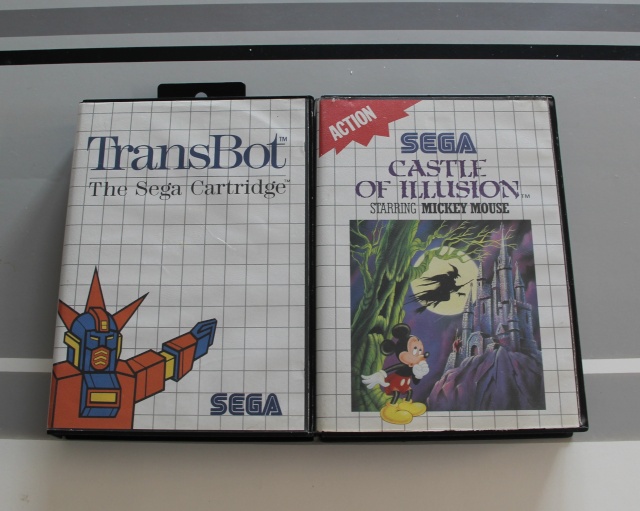 TransBot™
The Sega Cartridge™
SEGA
ACTION
SEGA
CASTLE
OF ILLUSION™
STARRING MICKEY MOUSE